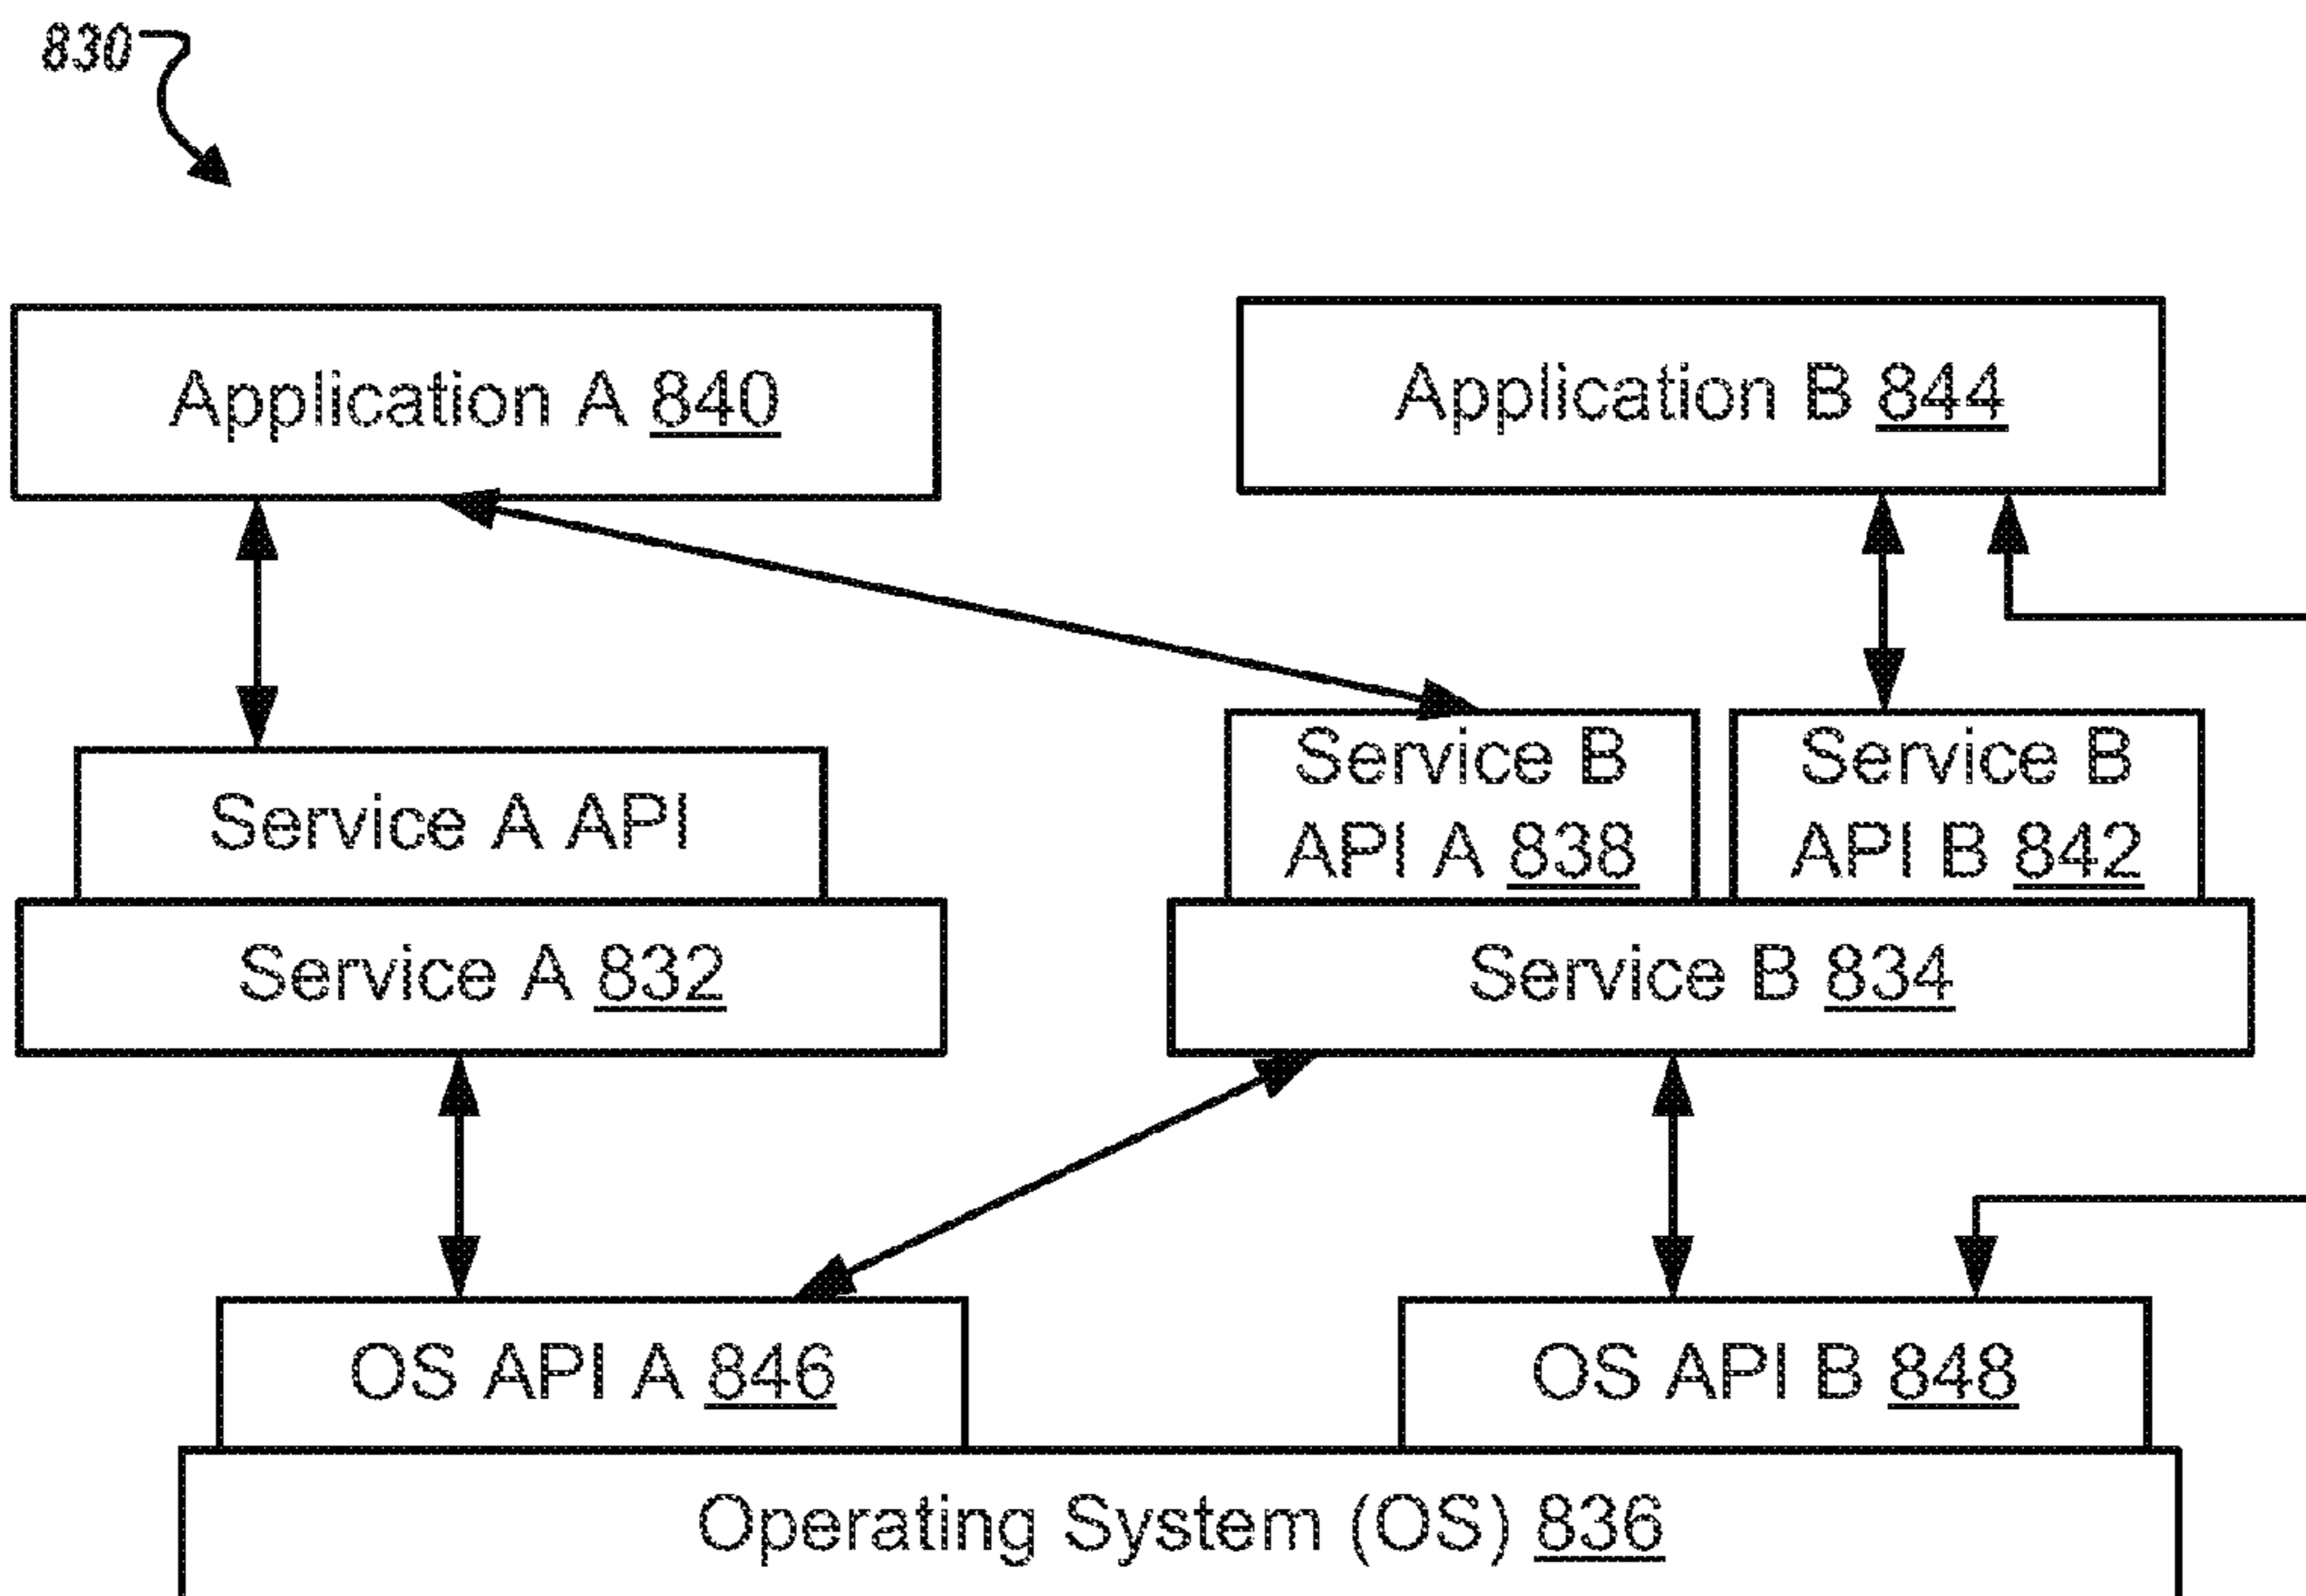 830
Application A 840
Application B 844
Service B
API A 838
Service B
API B 842
Service A API
Service A 832
Service B 834
OS API A 846
OS API B 848
Operating System (OS) 836